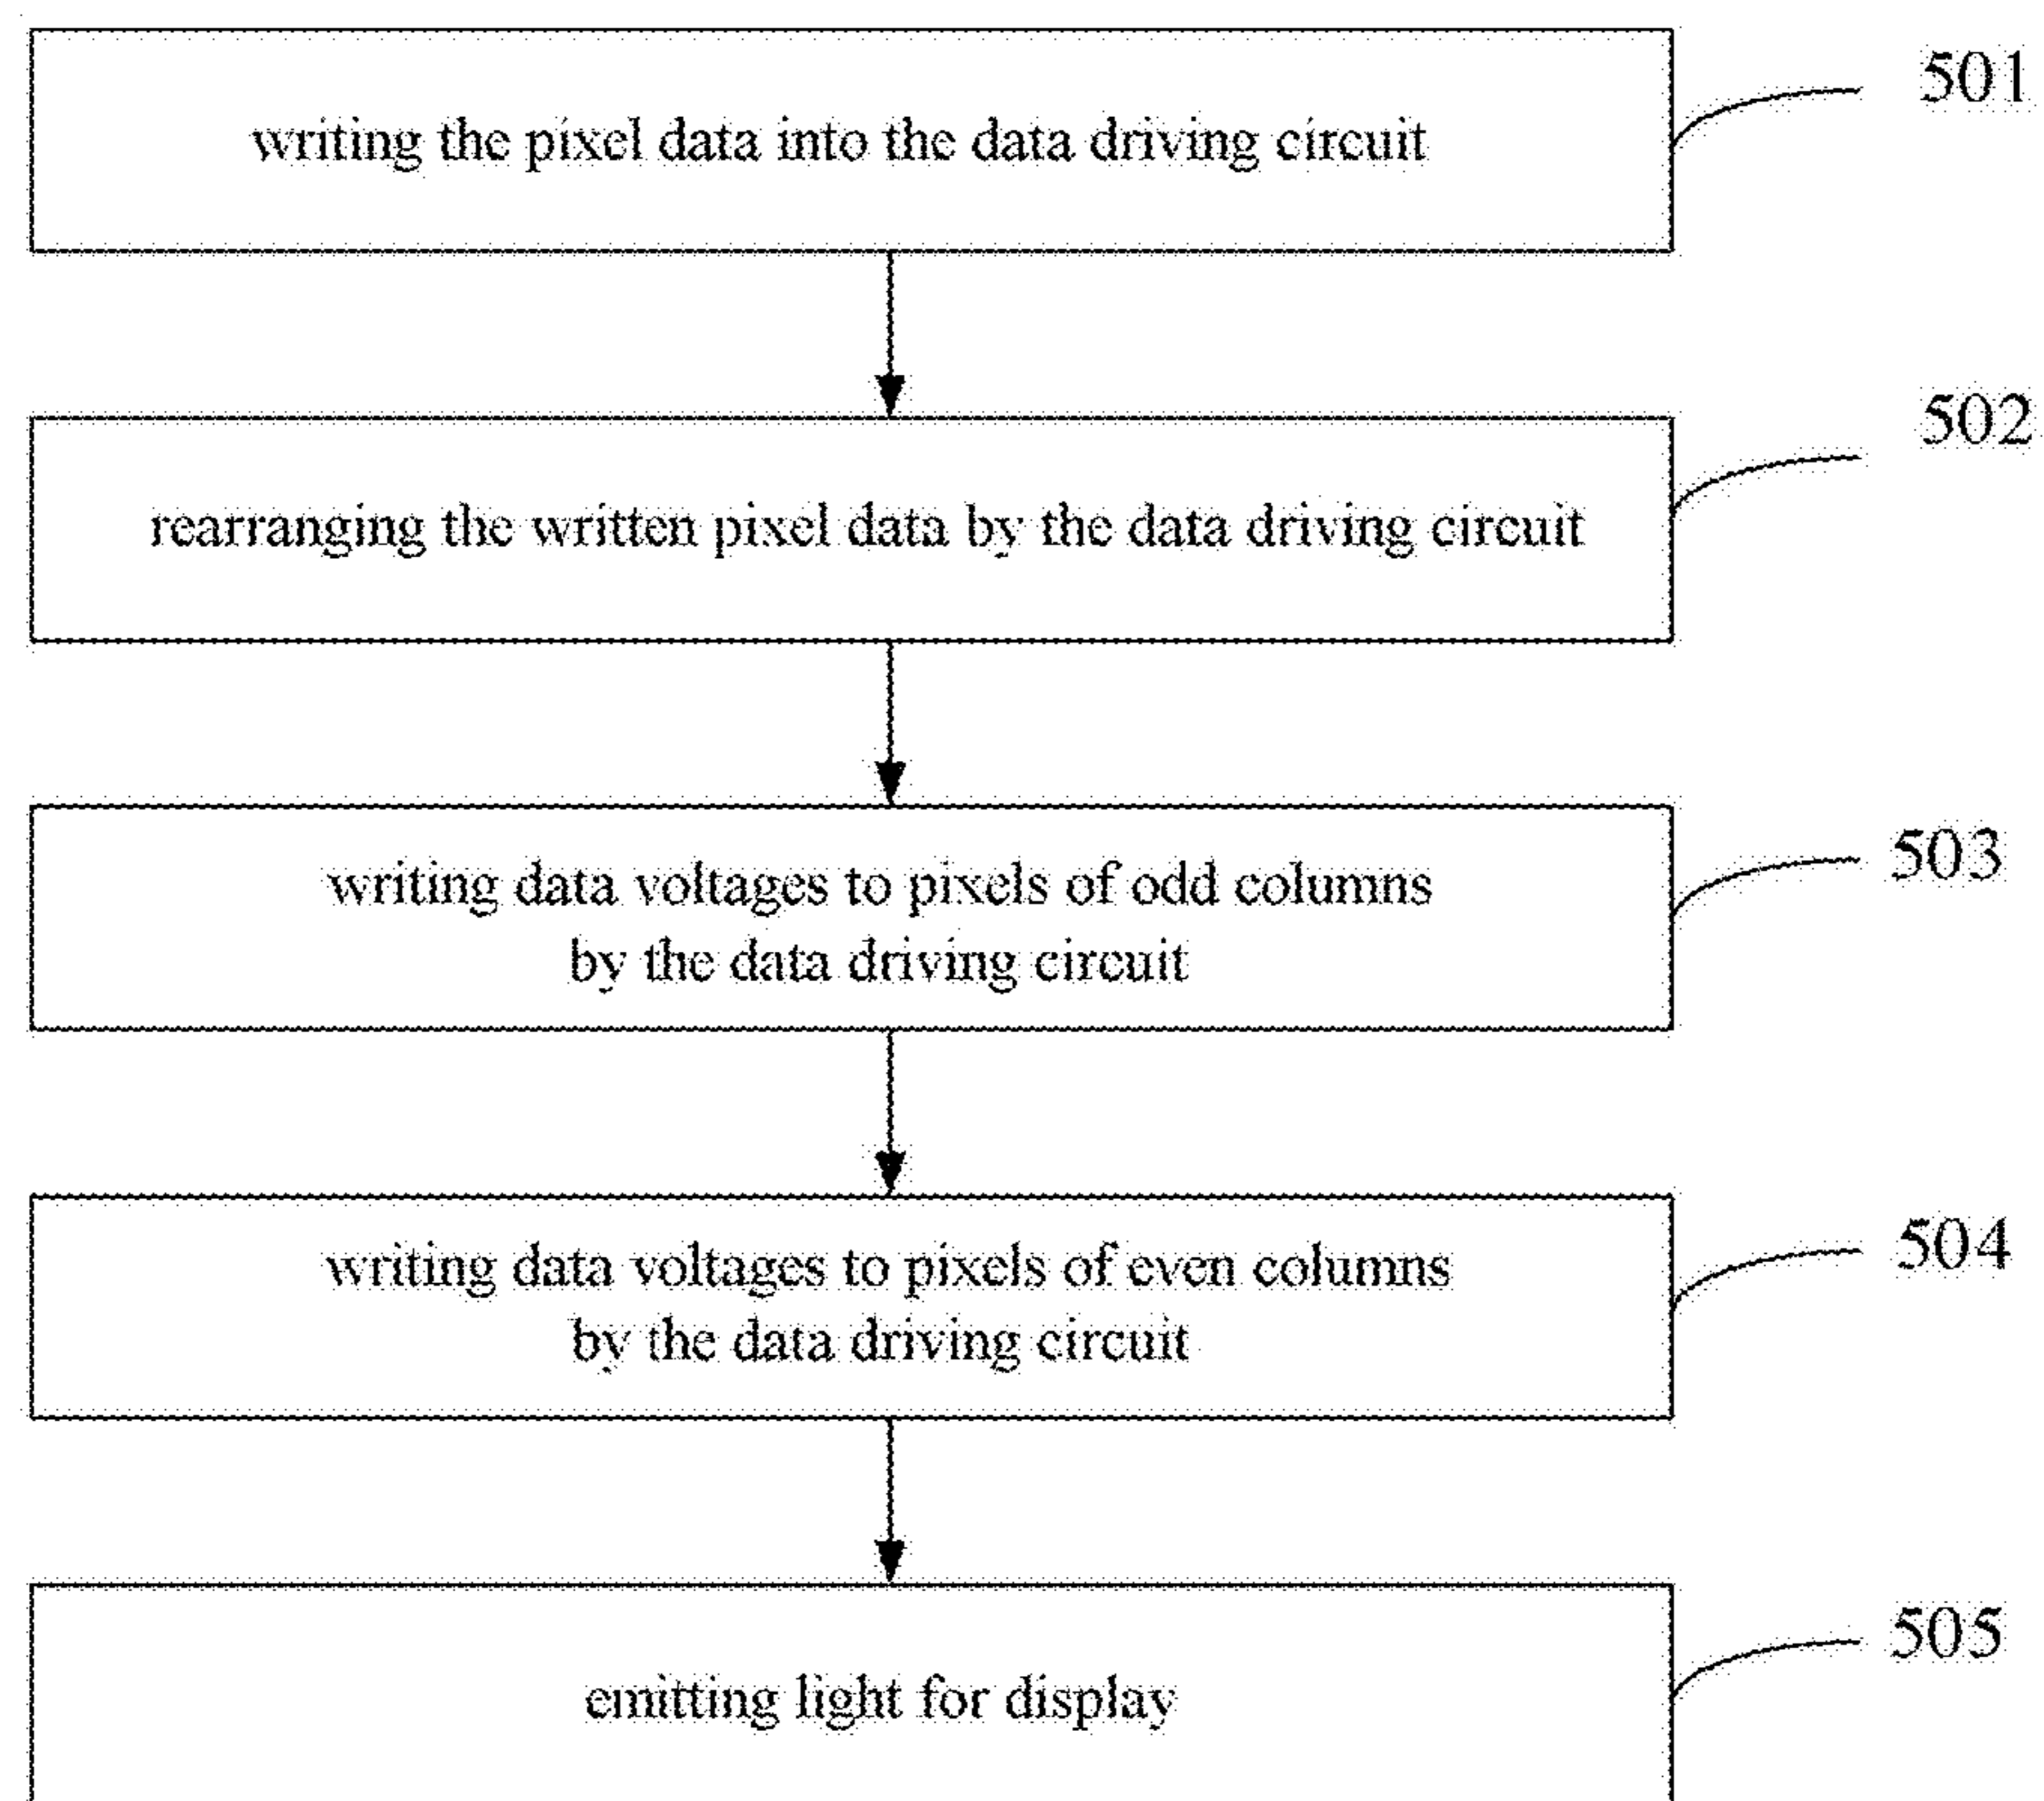 501
writing the pixel data into the data driving circuit
502
rearranging the written pixel data by the data driving circuit
503
writing data voltages to pixels of odd columns
by the data driving circuit
504
writing data voltages to pixels of even columns
by the data driving circuit
505
emitting light for display